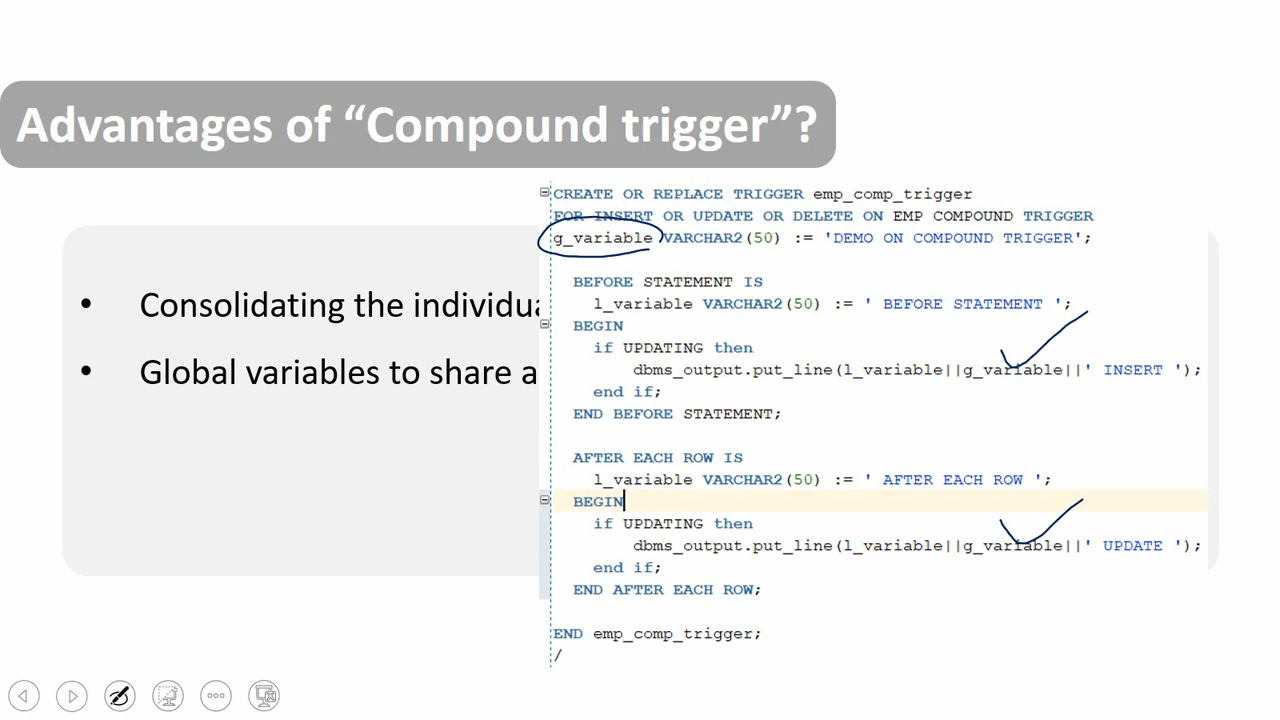 Advantages of “Compound trigger”?
• Consolidating the individua
• Global variables to share a
CREATE OR REPLACE TRIGGER emp_comp_trigger
FOR INSERT OR UPDATE OR DELETE ON EMP COMPOUND TRIGGER
g_variable VARCHAR2(50) := 'DEMO ON COMPOUND TRIGGER';
BEFORE STATEMENT IS
l_variable VARCHAR2(50) := ' BEFORE STATEMENT ';
BEGIN
if UPDATING then
dbms_output.put_line(l_variable||g_variable||' INSERT ');
end if;
END BEFORE STATEMENT;
AFTER EACH ROW IS
l_variable VARCHAR2(50) := ' AFTER EACH ROW ';
BEGIN
if UPDATING then
dbms_output.put_line(l_variable||g_variable||' UPDATE ');
end if;
END AFTER EACH ROW;
END emp_comp_trigger;
/